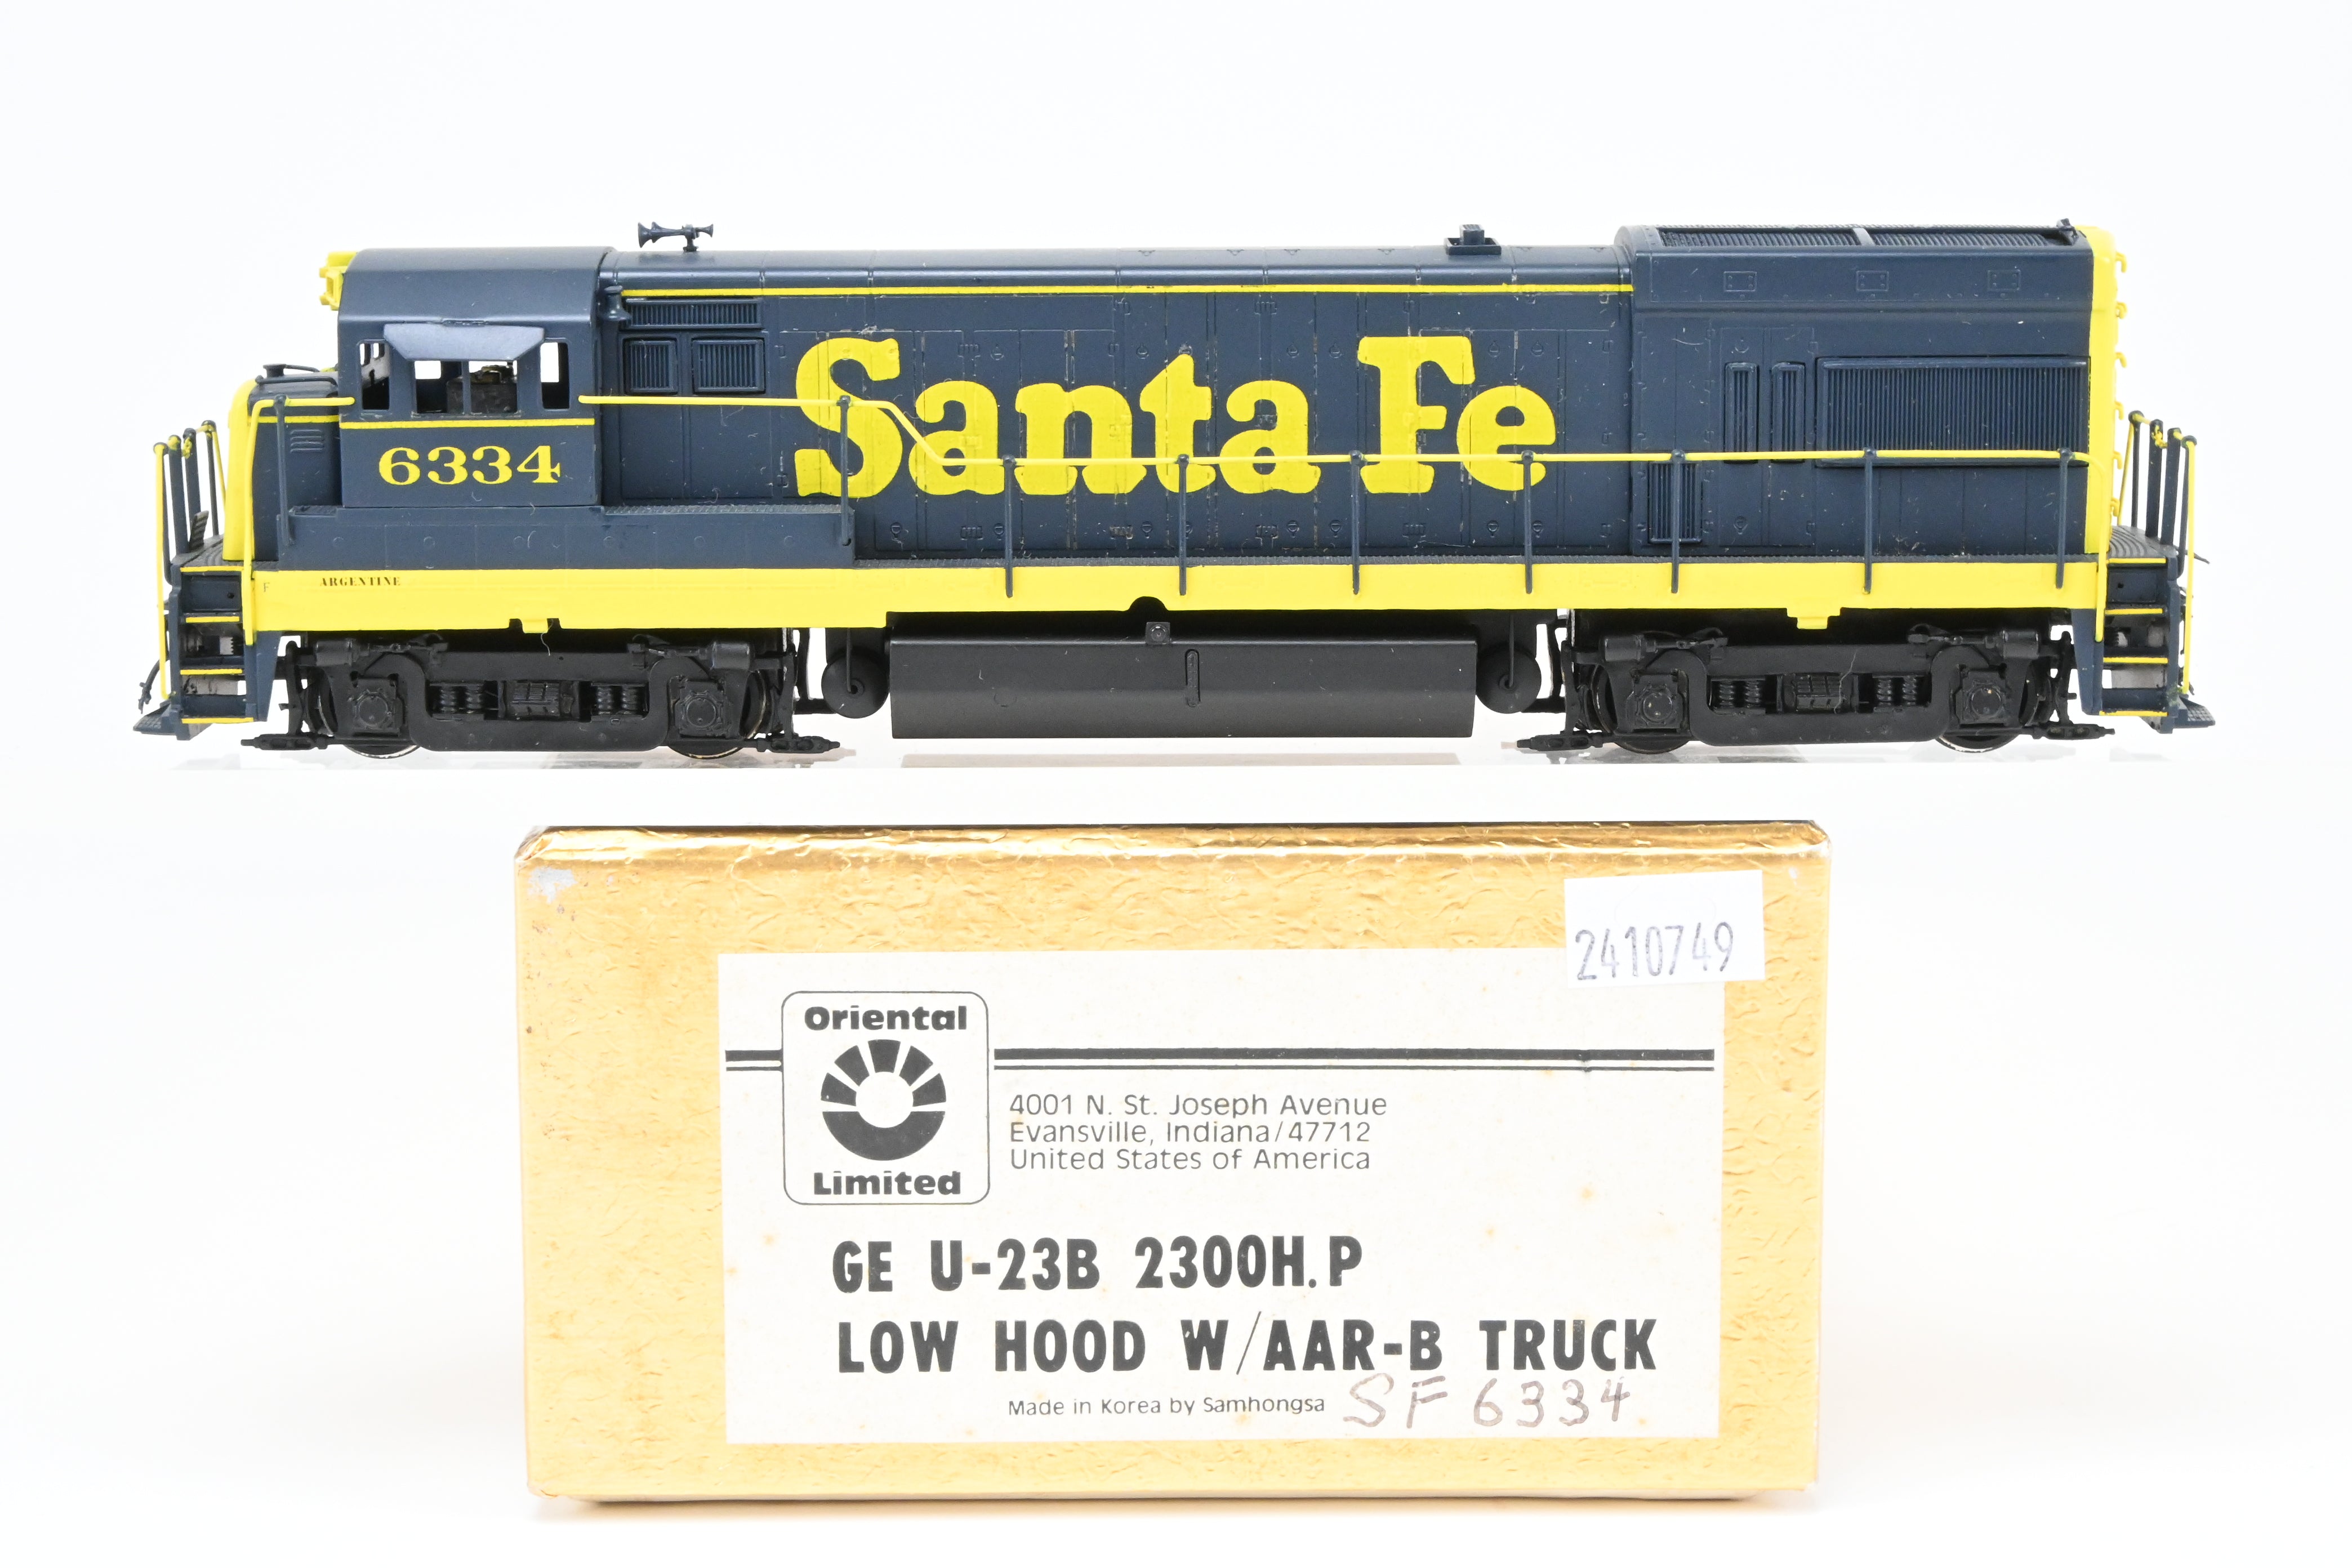 Santa Fe
6334
F ARGENTINE
2410749
Oriental
Limited
4001 N. St. Joseph Avenue
Evansville, Indiana/47712
United States of America
GE U-23B 2300H.P
LOW HOOD W/AAR-B TRUCK
Made in Korea by Samhongsa SF 6334